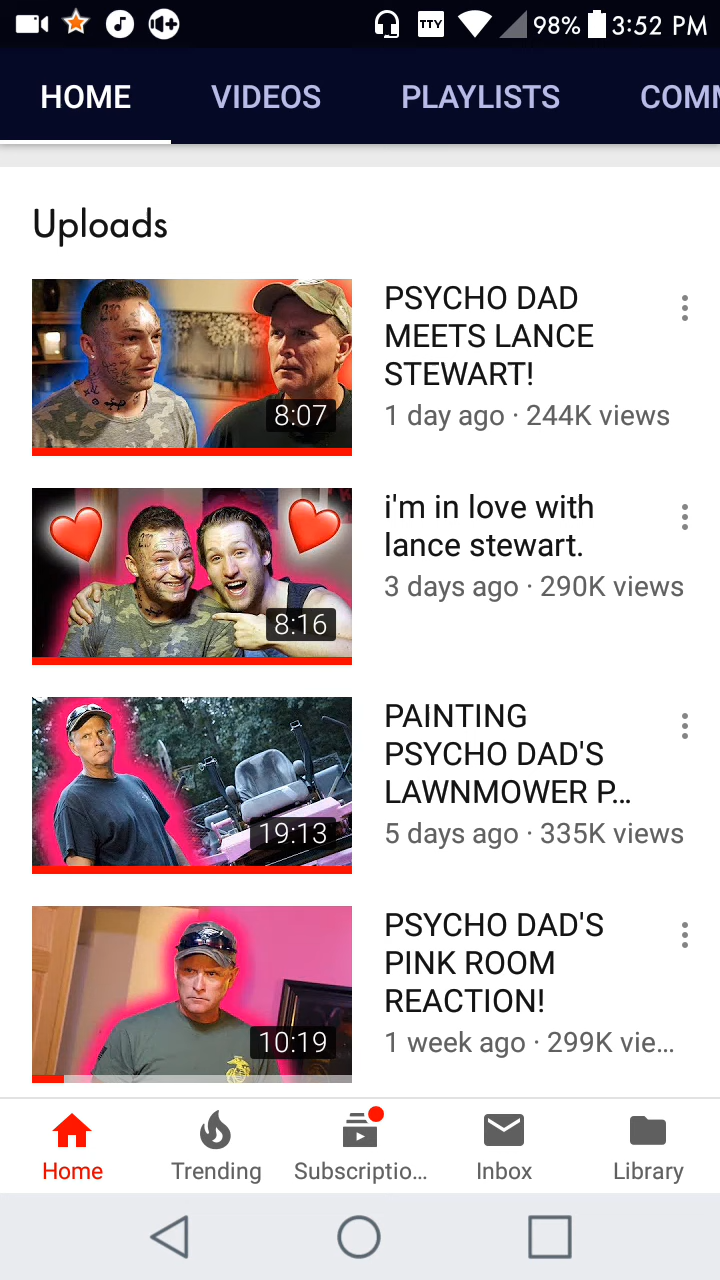 TTY 98% 3:52 PM
HOME VIDEOS PLAYLISTS COMM
Uploads
8:07
PSYCHO DAD
MEETS LANCE
STEWART!
1 day ago · 244K views
8:16
i'm in love with
lance stewart.
3 days ago · 290K views
19:13
PAINTING
PSYCHO DAD'S
LAWNMOWER P...
5 days ago · 335K views
10:19
PSYCHO DAD'S
PINK ROOM
REACTION!
1 week ago · 299K vie...
Home Trending Subscriptio... Inbox Library